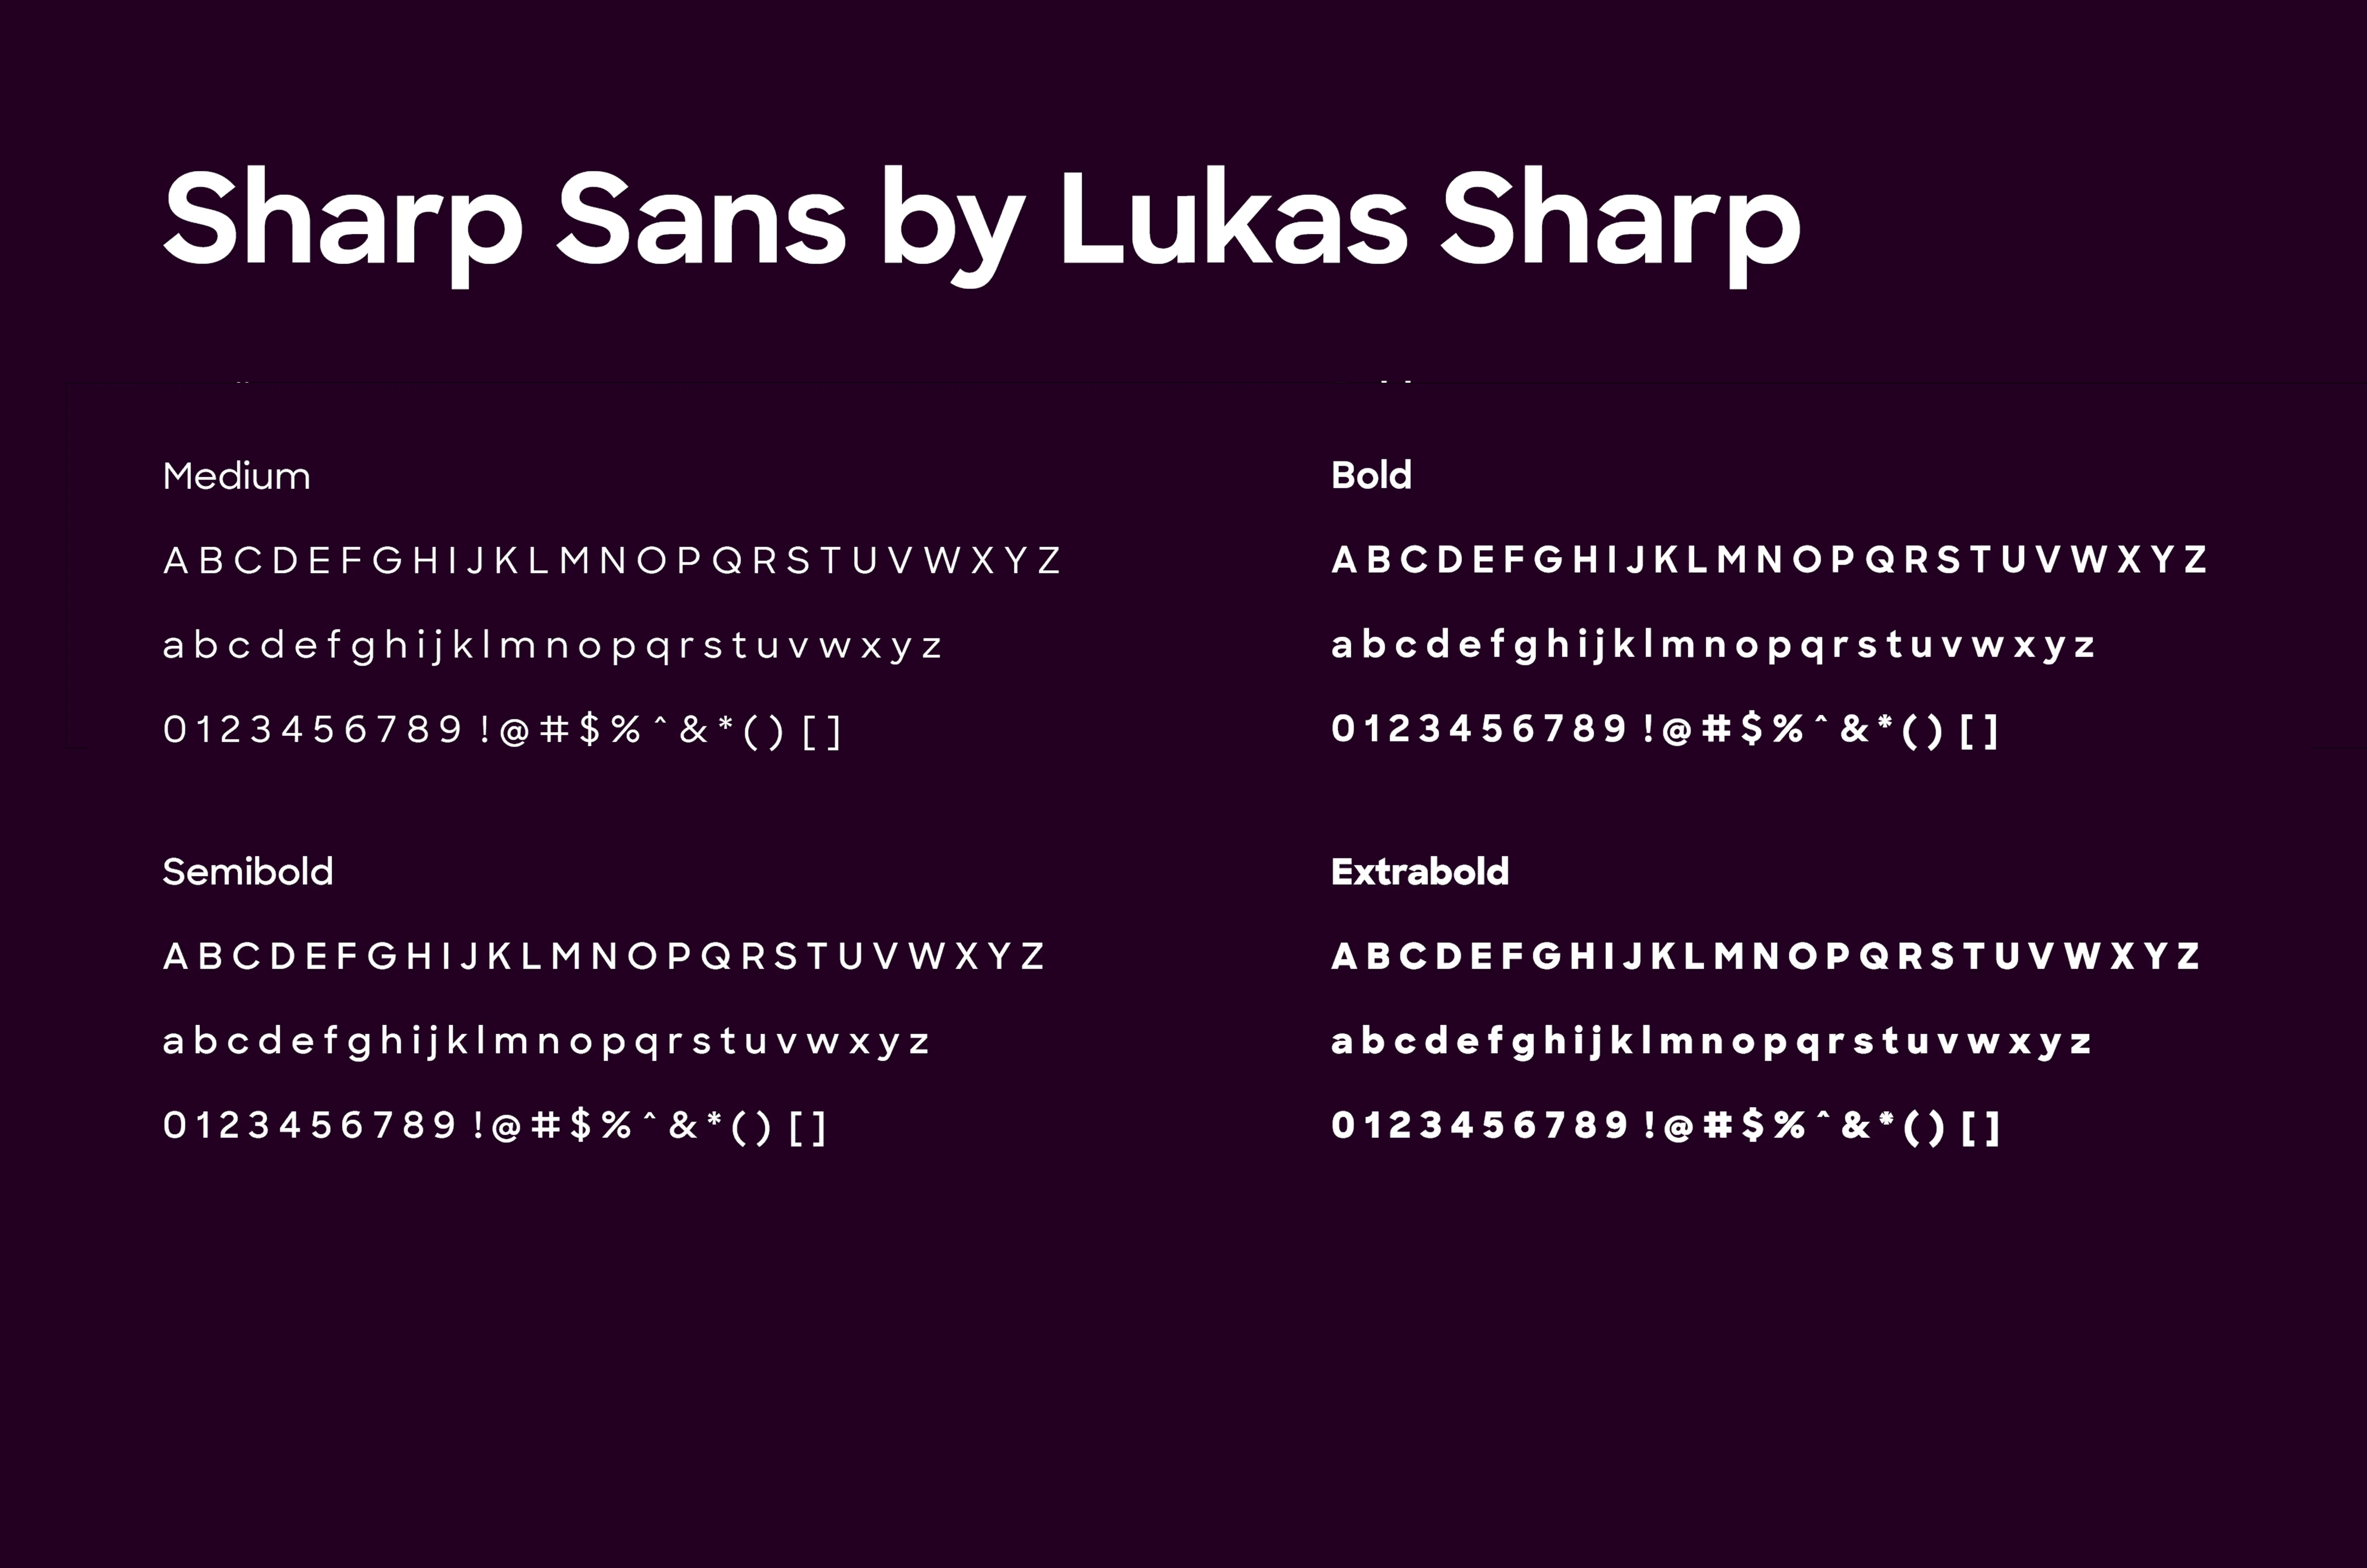 Sharp Sans by Lukas Sharp
Medium
A B C D E F G H I J K L M N O P Q R S T U V W X Y Z
a b c d e f g h i j k l m n o p q r s t u v w x y z
0 1 2 3 4 5 6 7 8 9 ! @ # $ % ^ & * ( ) [ ]
Semibold
A B C D E F G H I J K L M N O P Q R S T U V W X Y Z
a b c d e f g h i j k l m n o p q r s t u v w x y z
0 1 2 3 4 5 6 7 8 9 ! @ # $ % ^ & * ( ) [ ]
Bold
A B C D E F G H I J K L M N O P Q R S T U V W X Y Z
a b c d e f g h i j k l m n o p q r s t u v w x y z
0 1 2 3 4 5 6 7 8 9 ! @ # $ % ^ & * ( ) [ ]
Extrabold
A B C D E F G H I J K L M N O P Q R S T U V W X Y Z
a b c d e f g h i j k l m n o p q r s t u v w x y z
0 1 2 3 4 5 6 7 8 9 ! @ # $ % ^ & * ( ) [ ]